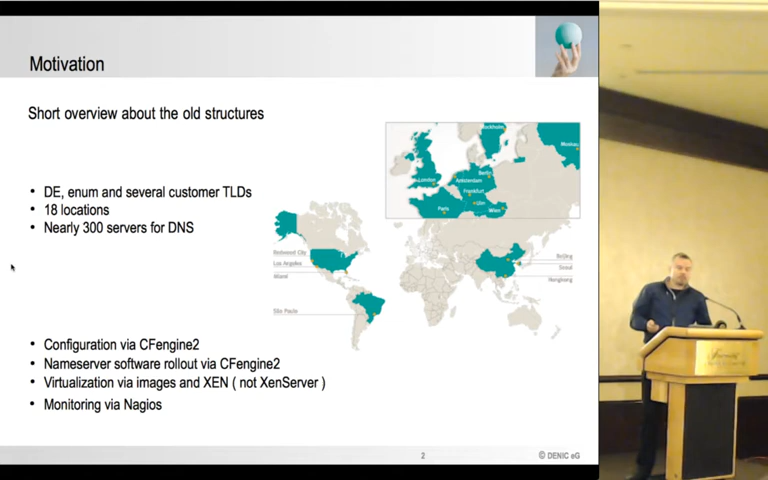 Motivation
Short overview about the old structures
DE, enum and several customer TLDs
18 locations
Nearly 300 servers for DNS
Stockholm
Moskau
London
Berlin
Amsterdam
Frankfurt
Ulm
Paris
Wien
Redwood City
Los Angeles
Miami
São Paulo
Beijing
Seoul
Hongkong
Configuration via CFengine2
Nameserver software rollout via CFengine2
Virtualization via images and XEN ( not XenServer )
Monitoring via Nagios
2
© DENIC eG